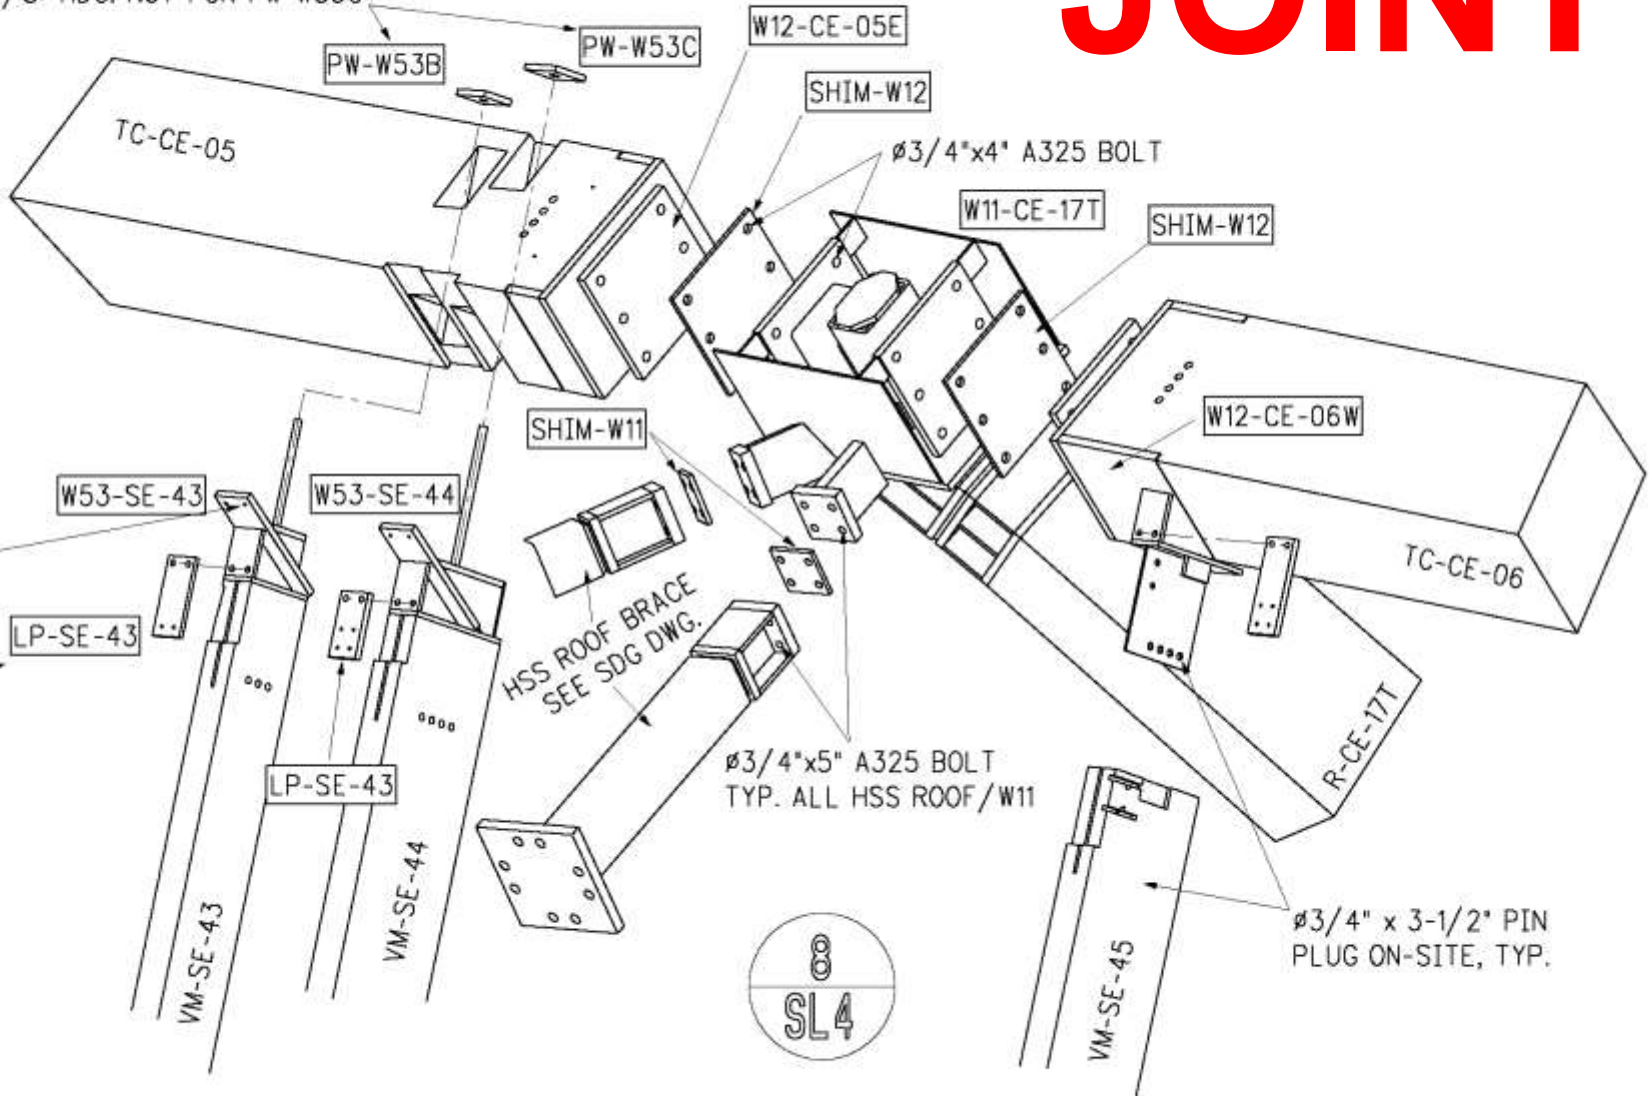 JOINT
PW-W53B
PW-W53C
W12-CE-05E
SHIM-W12
ø3/4"x4" A325 BOLT
W11-CE-17T
SHIM-W12
TC-CE-05
SHIM-W11
W12-CE-06W
W53-SE-43
W53-SE-44
TC-CE-06
LP-SE-43
HSS ROOF BRACE
SEE SDG DWG.
LP-SE-43
ø3/4"x5" A325 BOLT
TYP. ALL HSS ROOF/W11
R-CE-17T
VM-SE-43
VM-SE-44
8
SL4
VM-SE-45
ø3/4" x 3-1/2" PIN
PLUG ON-SITE, TYP.